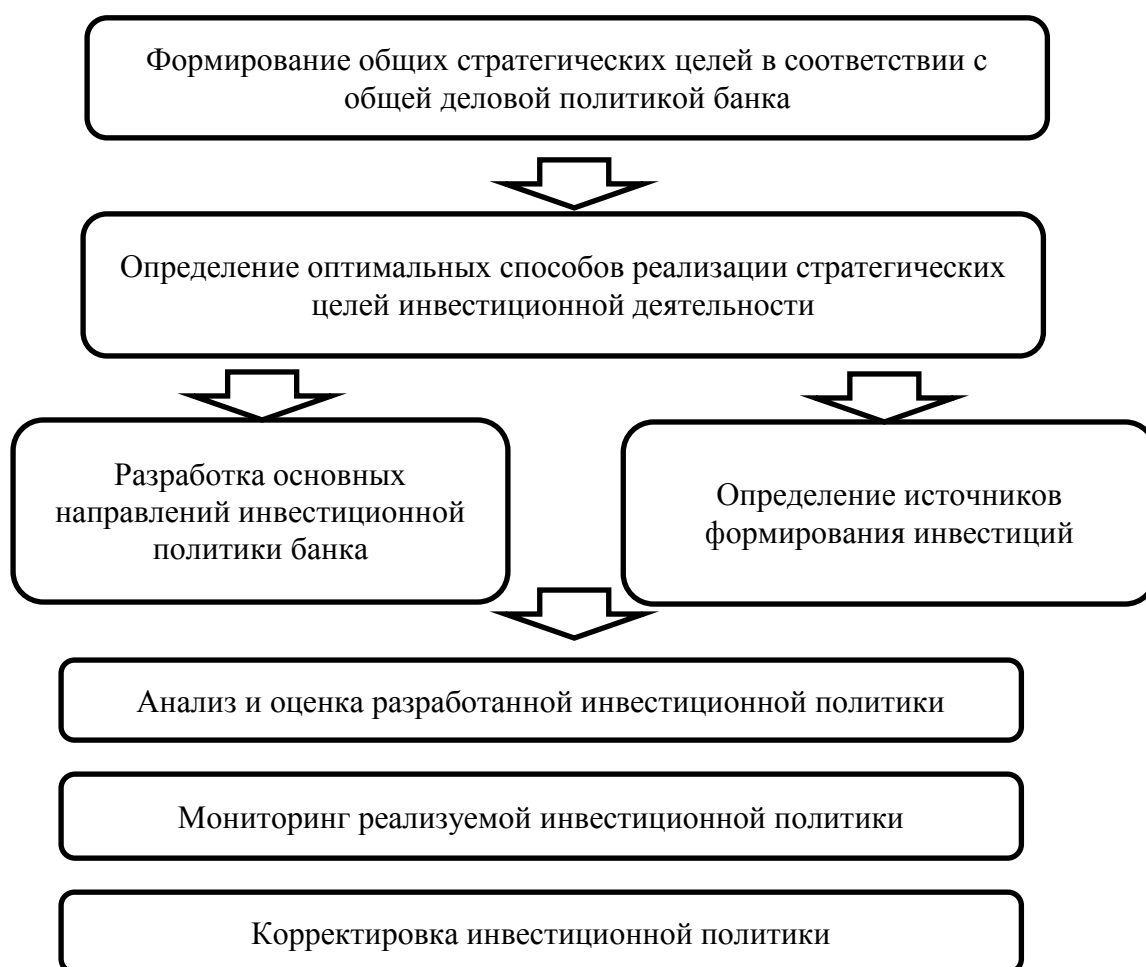 Формирование общих стратегических целей в соответствии с
общей деловой политикой банка
Определение оптимальных способов реализации стратегических
целей инвестиционной деятельности
Разработка основных
направлений инвестиционной
политики банка
Определение источников
формирования инвестиций
Анализ и оценка разработанной инвестиционной политики
Мониторинг реализуемой инвестиционной политики
Корректировка инвестиционной политики